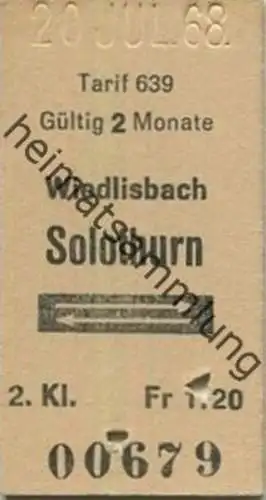 20 JUL. 68.
Tarif 639
Gültig 2 Monate
Wiedlisbach
Solothurn
2. Kl. Fr 1.20
00679
heimatsammlung